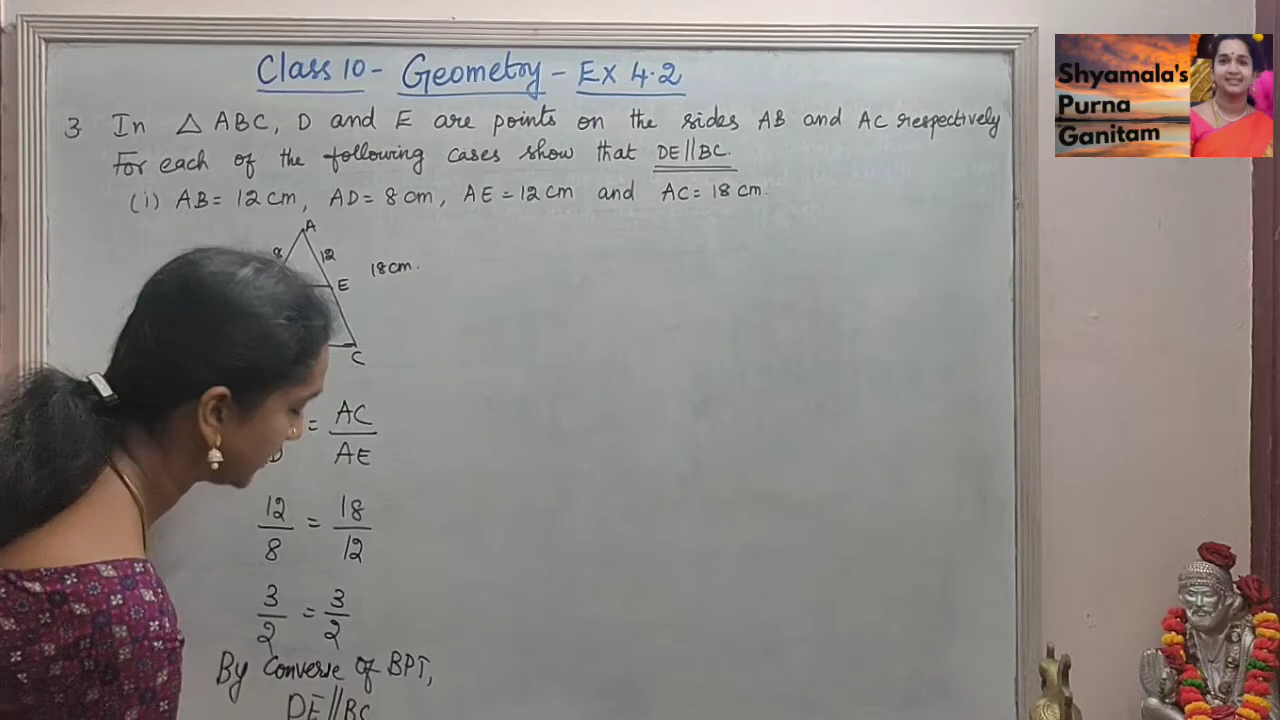 Class 10 - Geometry - Ex 4.2
3. In △ ABC, D and E are points on the sides AB and AC respectively
For each of the following cases show that DE||BC.
(i) AB = 12 cm, AD = 8 cm, AE = 12 cm and AC = 18 cm.
A
8
12
18 cm.
E
C
= AC/AE
D
12/8 = 18/12
3/2 = 3/2
By Converse of BPT,
DE||BC
Shyamala's
Purna
Ganitam